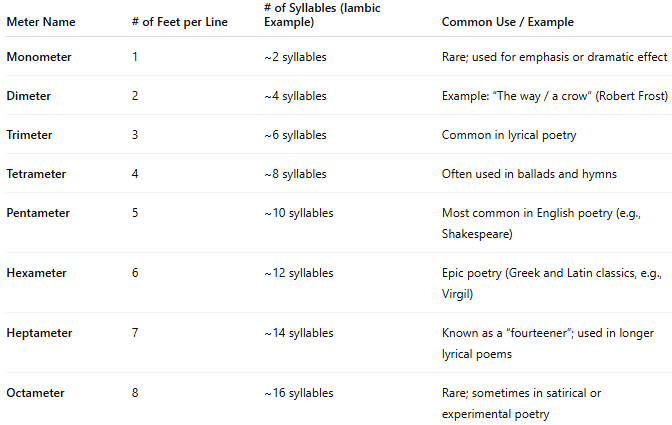 Meter Name # of Feet per Line # of Syllables (Iambic
Example) Common Use / Example
Monometer 1 ~2 syllables Rare; used for emphasis or dramatic effect
Dimeter 2 ~4 syllables Example: “The way / a crow” (Robert Frost)
Trimeter 3 ~6 syllables Common in lyrical poetry
Tetrameter 4 ~8 syllables Often used in ballads and hymns
Pentameter 5 ~10 syllables Most common in English poetry (e.g.,
Shakespeare)
Hexameter 6 ~12 syllables Epic poetry (Greek and Latin classics, e.g.,
Virgil)
Heptameter 7 ~14 syllables Known as a “fourteener”; used in longer
lyrical poems
Octameter 8 ~16 syllables Rare; sometimes in satirical or
experimental poetry